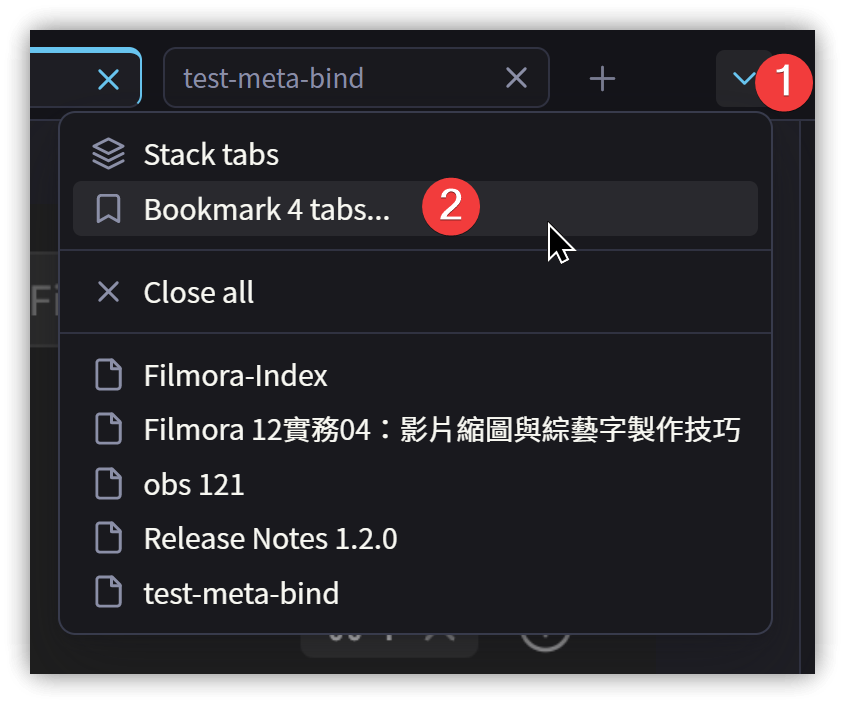 test-meta-bind
1
Stack tabs
Bookmark 4 tabs...
2
Close all
Fi
Filmora-Index
Filmora 12實務04：影片縮圖與綜藝字製作技巧
obs 121
Release Notes 1.2.0
test-meta-bind